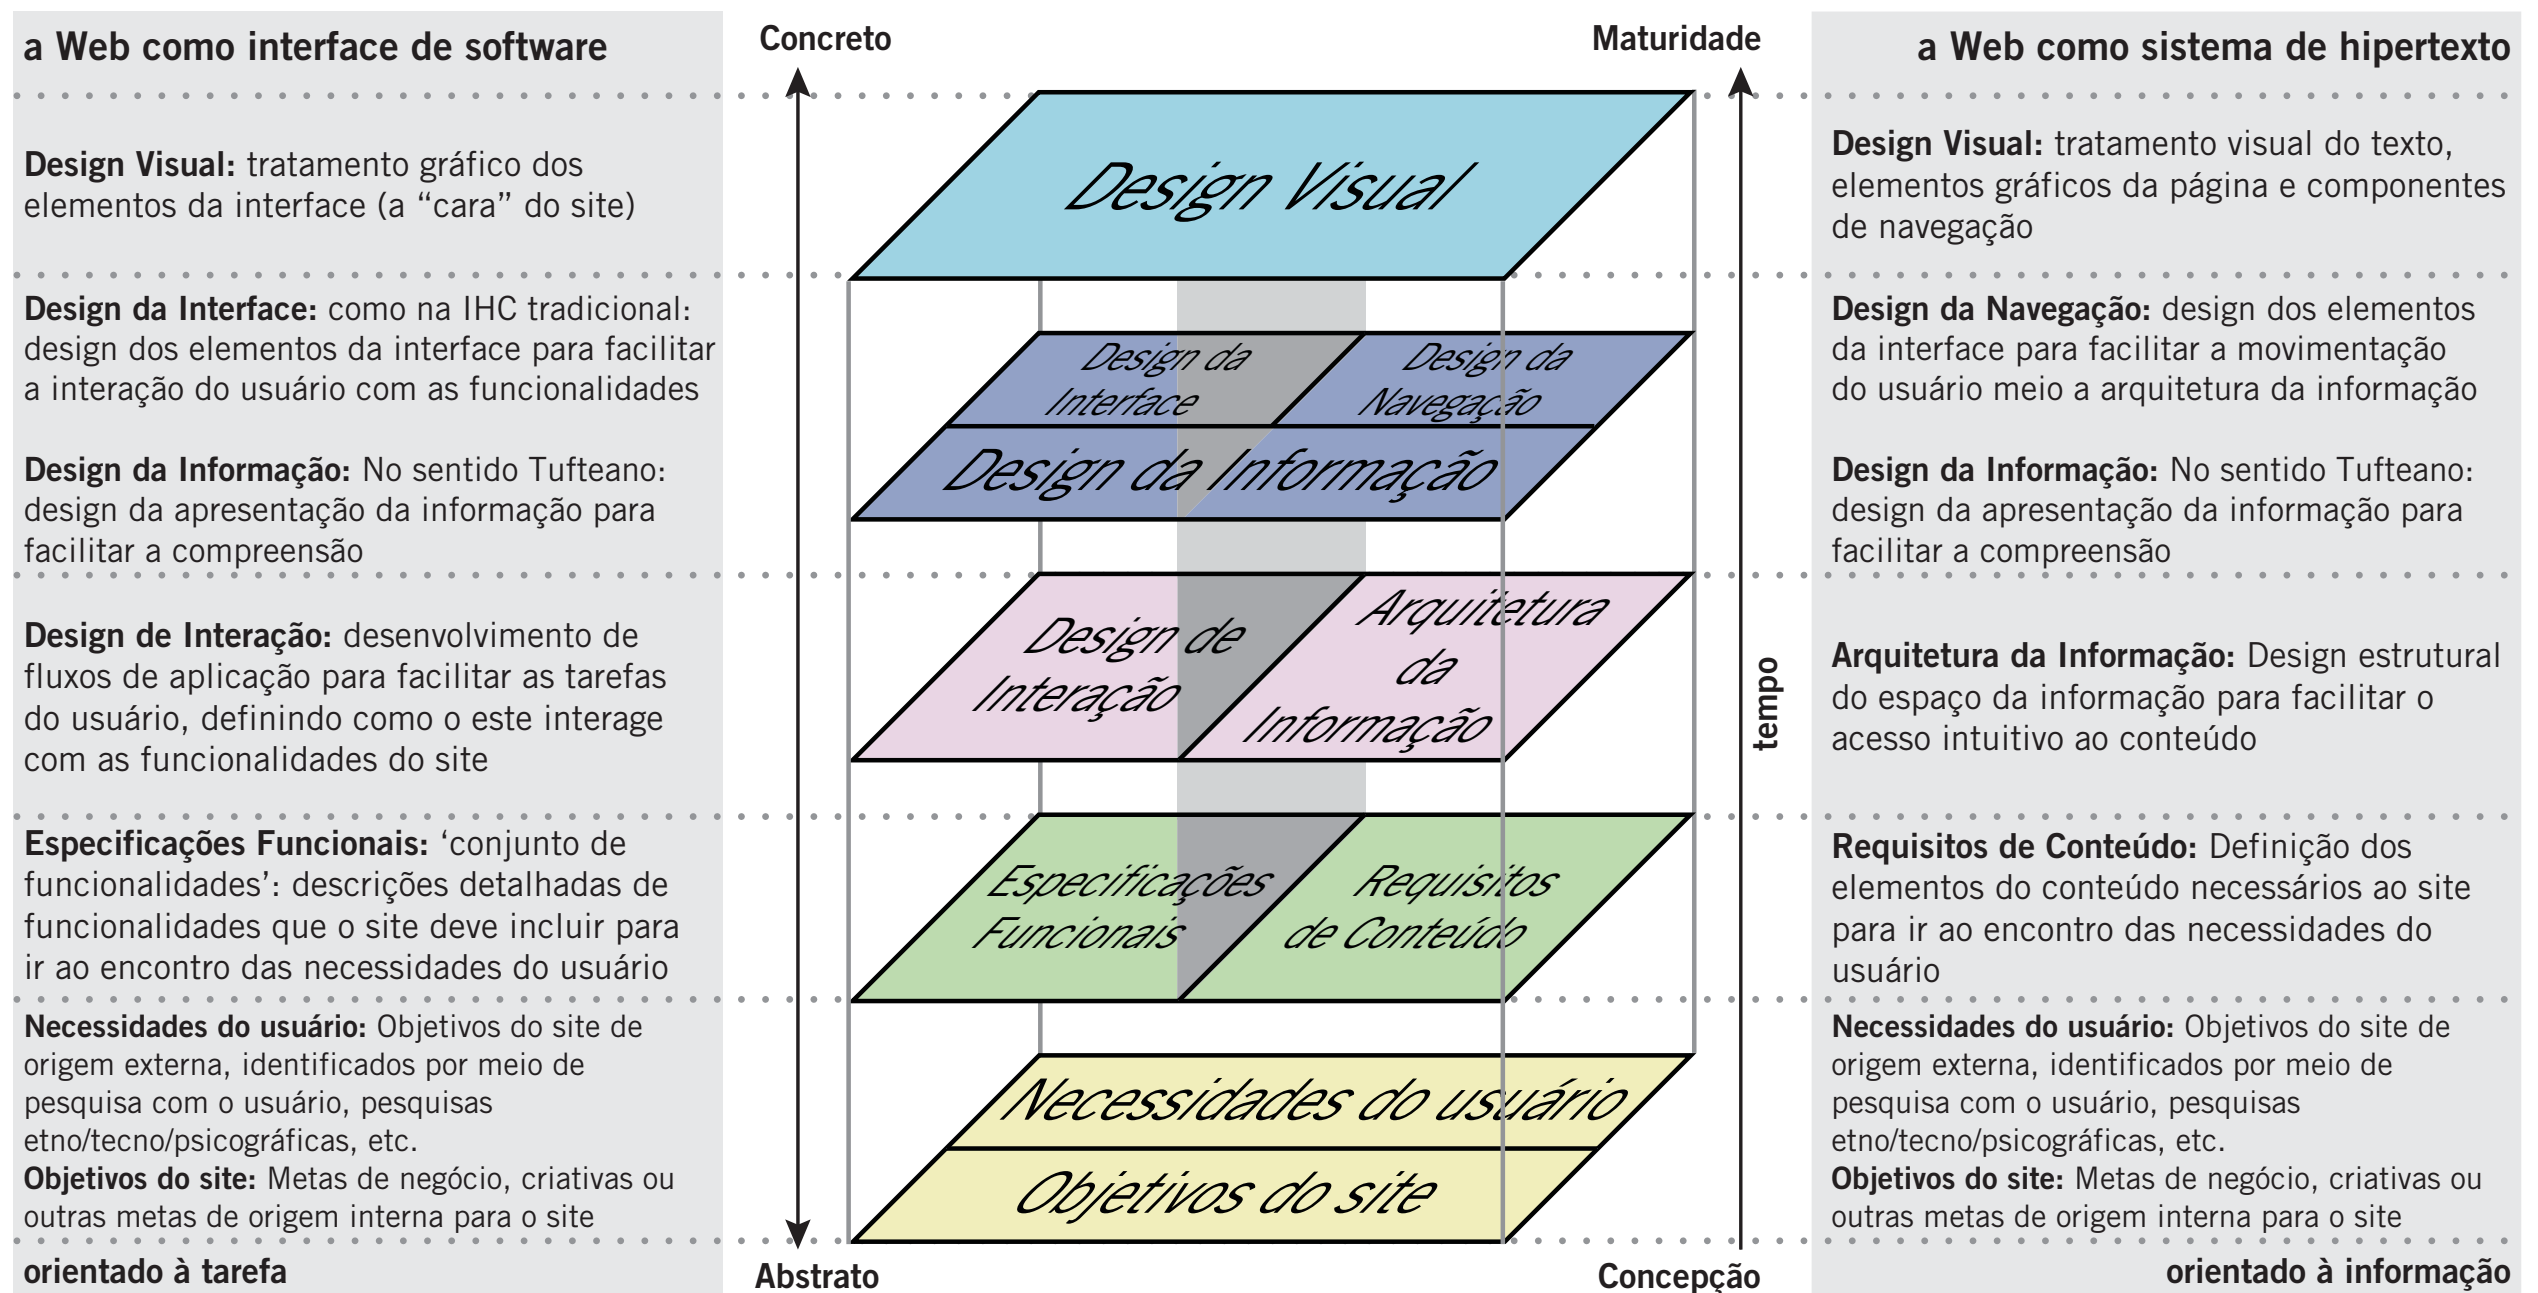 a Web como interface de software
Design Visual: tratamento gráfico dos
elementos da interface (a “cara” do site)
Design da Interface: como na IHC tradicional:
design dos elementos da interface para facilitar
a interação do usuário com as funcionalidades
Design da Informação: No sentido Tufteano:
design da apresentação da informação para
facilitar a compreensão
Design de Interação: desenvolvimento de
fluxos de aplicação para facilitar as tarefas
do usuário, definindo como o este interage
com as funcionalidades do site
Especificações Funcionais: ‘conjunto de
funcionalidades’: descrições detalhadas de
funcionalidades que o site deve incluir para
ir ao encontro das necessidades do usuário
Necessidades do usuário: Objetivos do site de
origem externa, identificados por meio de
pesquisa com o usuário, pesquisas
etno/tecno/psicográficas, etc.
Objetivos do site: Metas de negócio, criativas ou
outras metas de origem interna para o site
orientado à tarefa
Concreto
Maturidade
Design Visual
Design da
Interface
Design da
Navegação
Design da Informação
Design de
Interação
Arquitetura
da
Informação
Especificações
Funcionais
Requisitos
de Conteúdo
Necessidades do usuário
Objetivos do site
tempo
Abstrato
Concepção
a Web como sistema de hipertexto
Design Visual: tratamento visual do texto,
elementos gráficos da página e componentes
de navegação
Design da Navegação: design dos elementos
da interface para facilitar a movimentação
do usuário meio a arquitetura da informação
Design da Informação: No sentido Tufteano:
design da apresentação da informação para
facilitar a compreensão
Arquitetura da Informação: Design estrutural
do espaço da informação para facilitar o
acesso intuitivo ao conteúdo
Requisitos de Conteúdo: Definição dos
elementos do conteúdo necessários ao site
para ir ao encontro das necessidades do
usuário
Necessidades do usuário: Objetivos do site de
origem externa, identificados por meio de
pesquisa com o usuário, pesquisas
etno/tecno/psicográficas, etc.
Objetivos do site: Metas de negócio, criativas ou
outras metas de origem interna para o site
orientado à informação